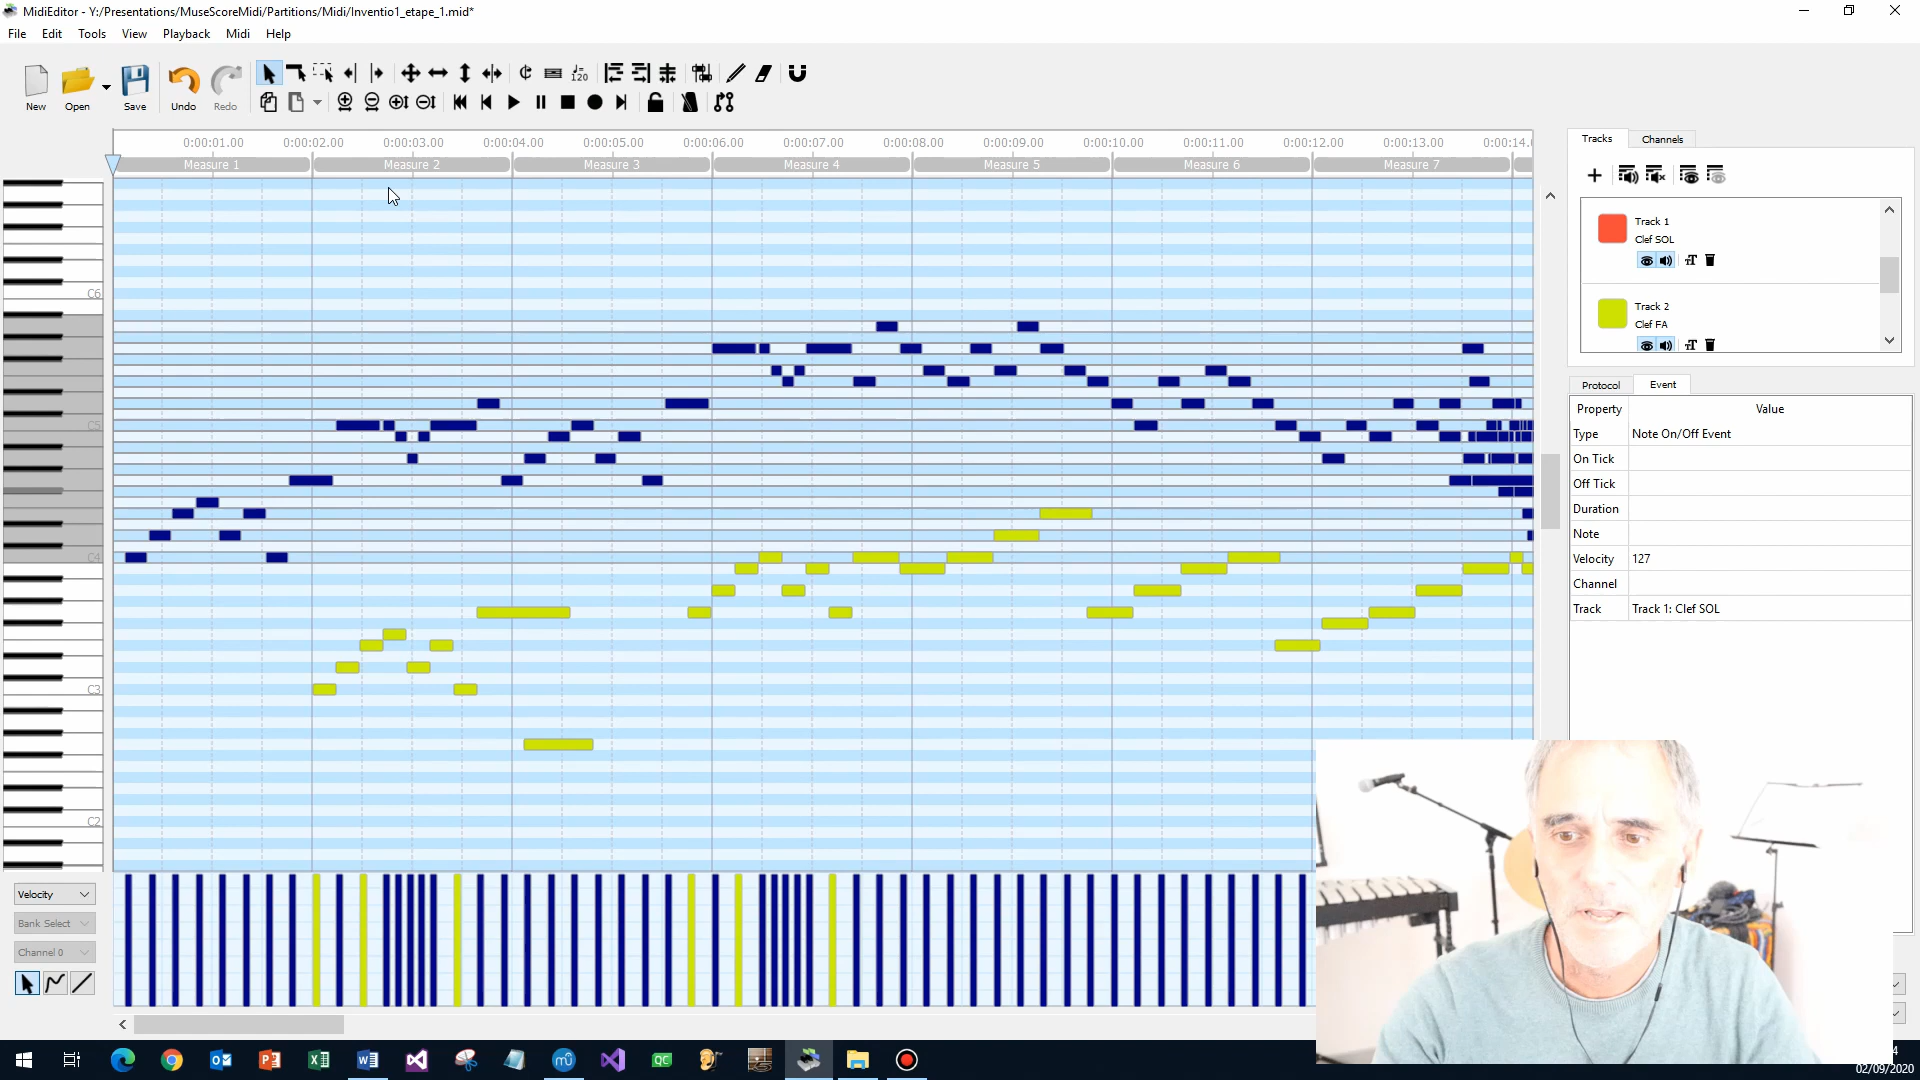 MidiEditor - Y:/Presentations/MuseScoreMidi/Partitions/Midi/Inventio1_etape_1.mid*
File Edit Tools View Playback Midi Help
120
New Open Save Undo Redo
0:00:01.00 0:00:02.00 0:00:03.00 0:00:04.00 0:00:05.00 0:00:06.00 0:00:07.00 0:00:08.00 0:00:09.00 0:00:10.00 0:00:11.00 0:00:12.00 0:00:13.00 0:00:14.
Measure 1 Measure 2 Measure 3 Measure 4 Measure 5 Measure 6 Measure 7
C6
C5
C4
C3
C2
Velocity
Bank Select
Channel 0
Tracks Channels
Track 1
Clef SOL
Track 2
Clef FA
Protocol Event
Property Value
Type Note On/Off Event
On Tick
Off Tick
Duration
Note
Velocity 127
Channel
Track Track 1: Clef SOL
QC
02/09/2020